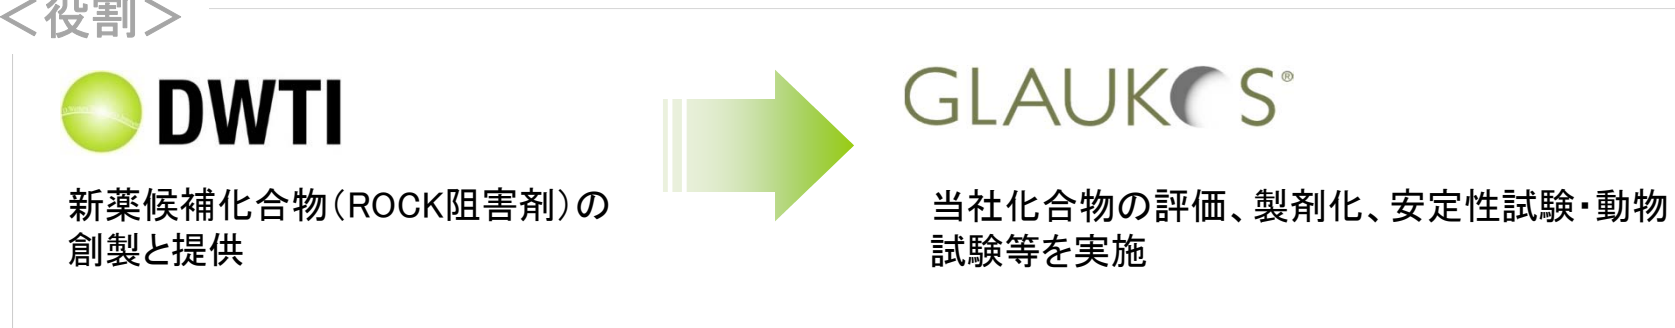 ＜役割＞
DWTI
GLAUKOS®
新薬候補化合物（ROCK阻害剤）の
創製と提供
当社化合物の評価、製剤化、安定性試験・動物
試験等を実施